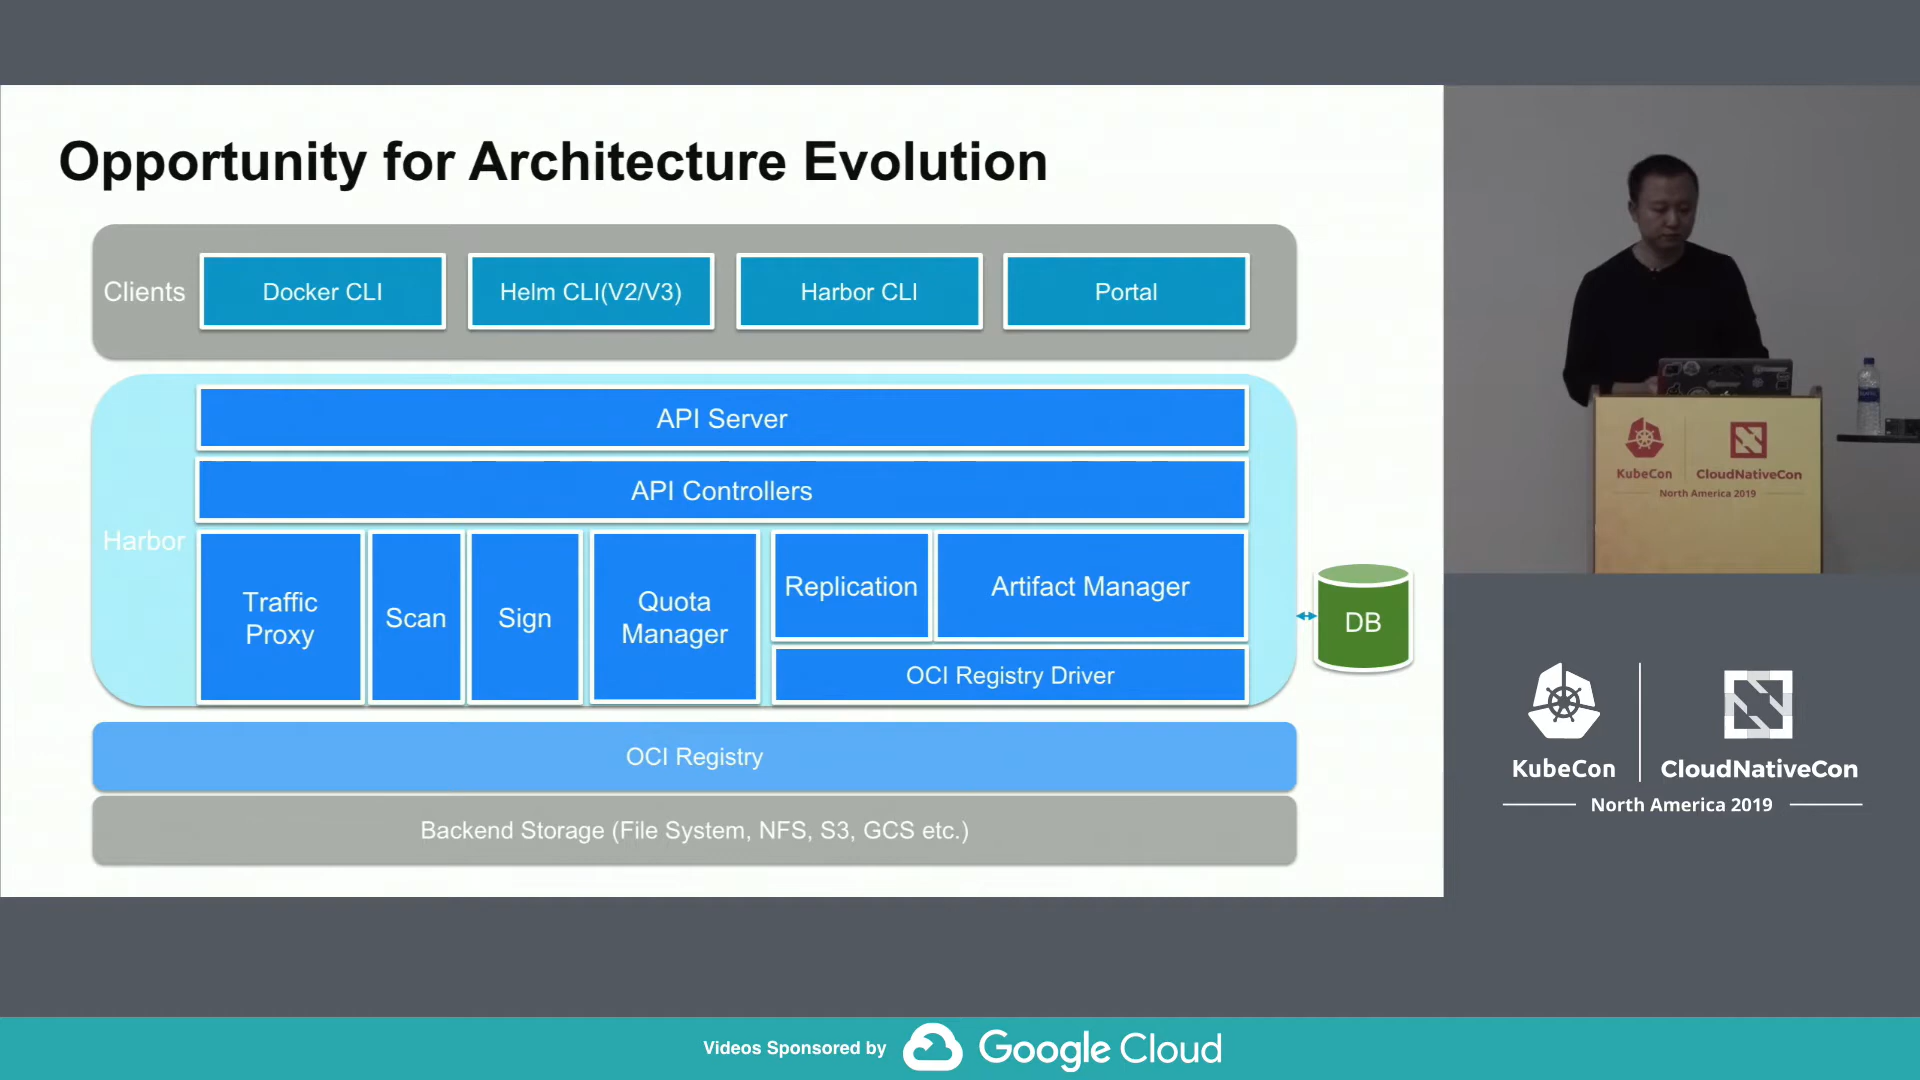 Opportunity for Architecture Evolution
Clients
Docker CLI
Helm CLI(V2/V3)
Harbor CLI
Portal
Harbor
API Server
API Controllers
Traffic
Proxy
Scan
Sign
Quota
Manager
Replication
Artifact Manager
OCI Registry Driver
DB
OCI Registry
Backend Storage (File System, NFS, S3, GCS etc.)
KubeCon
CloudNativeCon
North America 2019
KubeCon
CloudNativeCon
North America 2019
Videos Sponsored by
Google Cloud